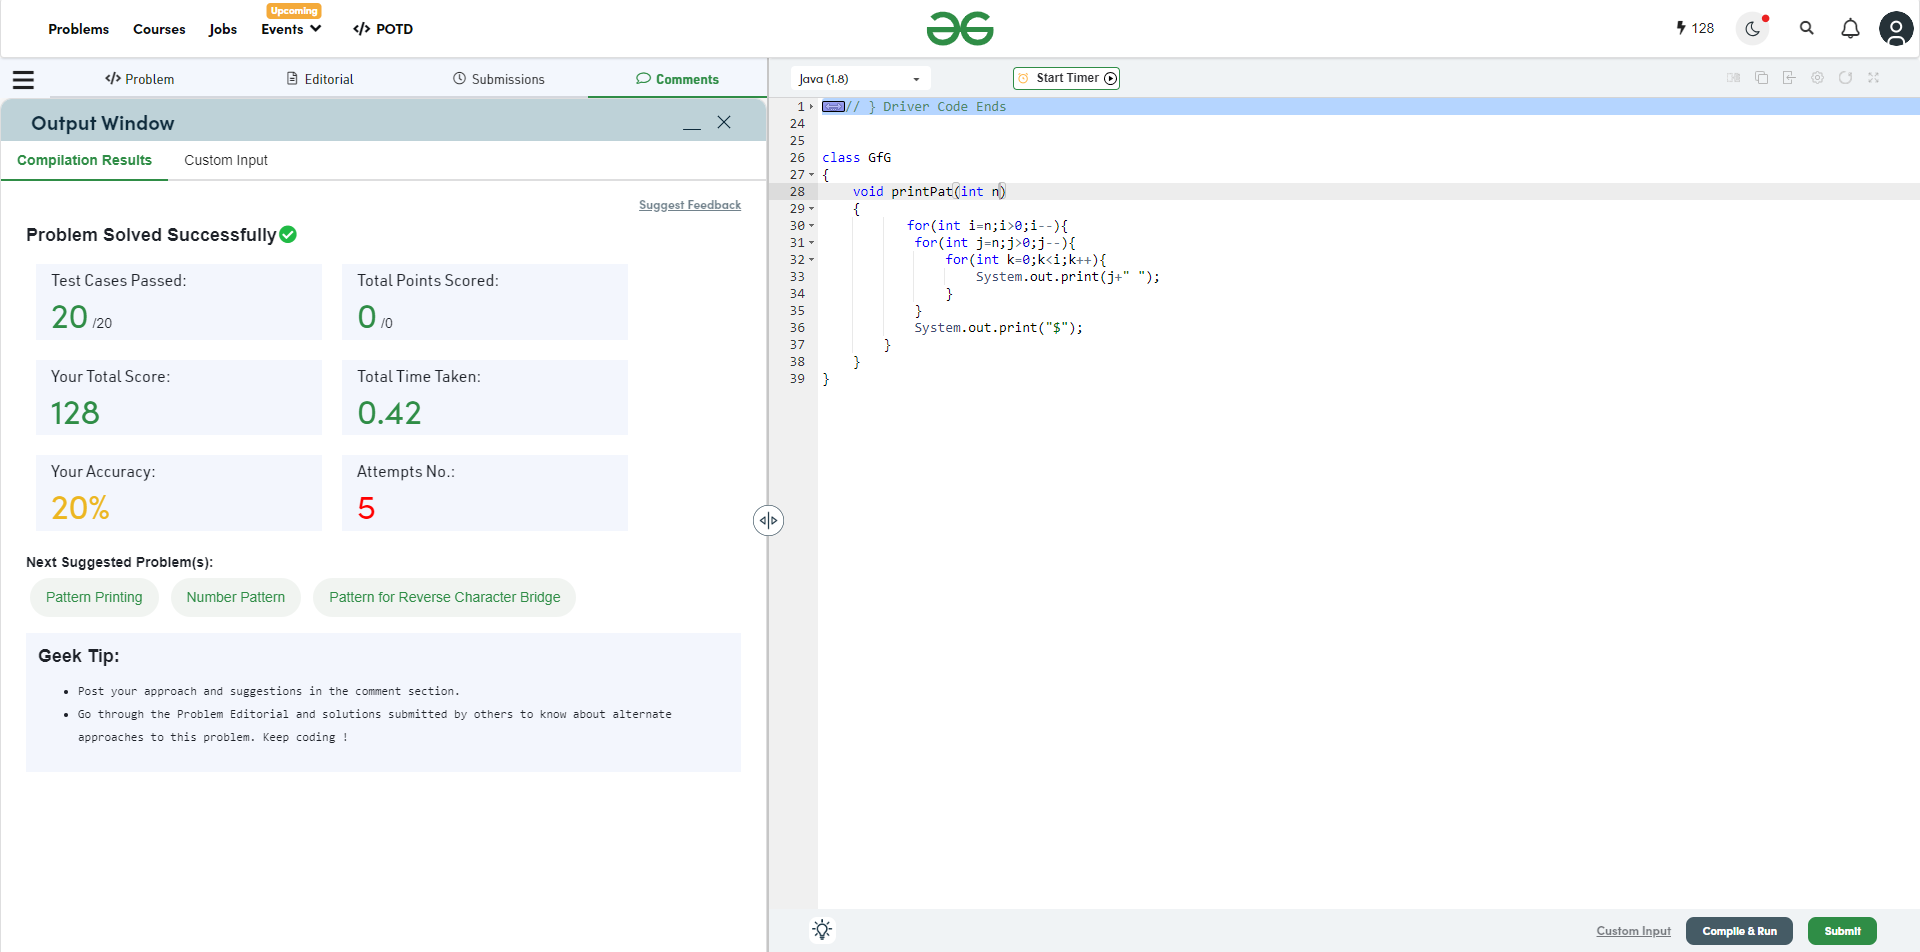 Problems Courses Jobs Upcoming Events </> POTD
128
</> Problem Editorial Submissions Comments
Output Window
Compilation Results Custom Input
Suggest Feedback
Problem Solved Successfully
Test Cases Passed: Total Points Scored:
20 /20 0 /0
Your Total Score: Total Time Taken:
128 0.42
Your Accuracy: Attempts No.:
20% 5
Next Suggested Problem(s):
Pattern Printing Number Pattern Pattern for Reverse Character Bridge
Geek Tip:
• Post your approach and suggestions in the comment section.
• Go through the Problem Editorial and solutions submitted by others to know about alternate
approaches to this problem. Keep coding !
Java (1.8) Start Timer
1 // } Driver Code Ends
24
25
26 class GfG
27 {
28     void printPat(int n)
29     {
30            for(int i=n;i>0;i--){
31             for(int j=n;j>0;j--){
32                 for(int k=0;k<i;k++){
33                     System.out.print(j+" ");
34                 }
35             }
36             System.out.print("$");
37         }
38     }
39 }
Custom Input Compile & Run Submit